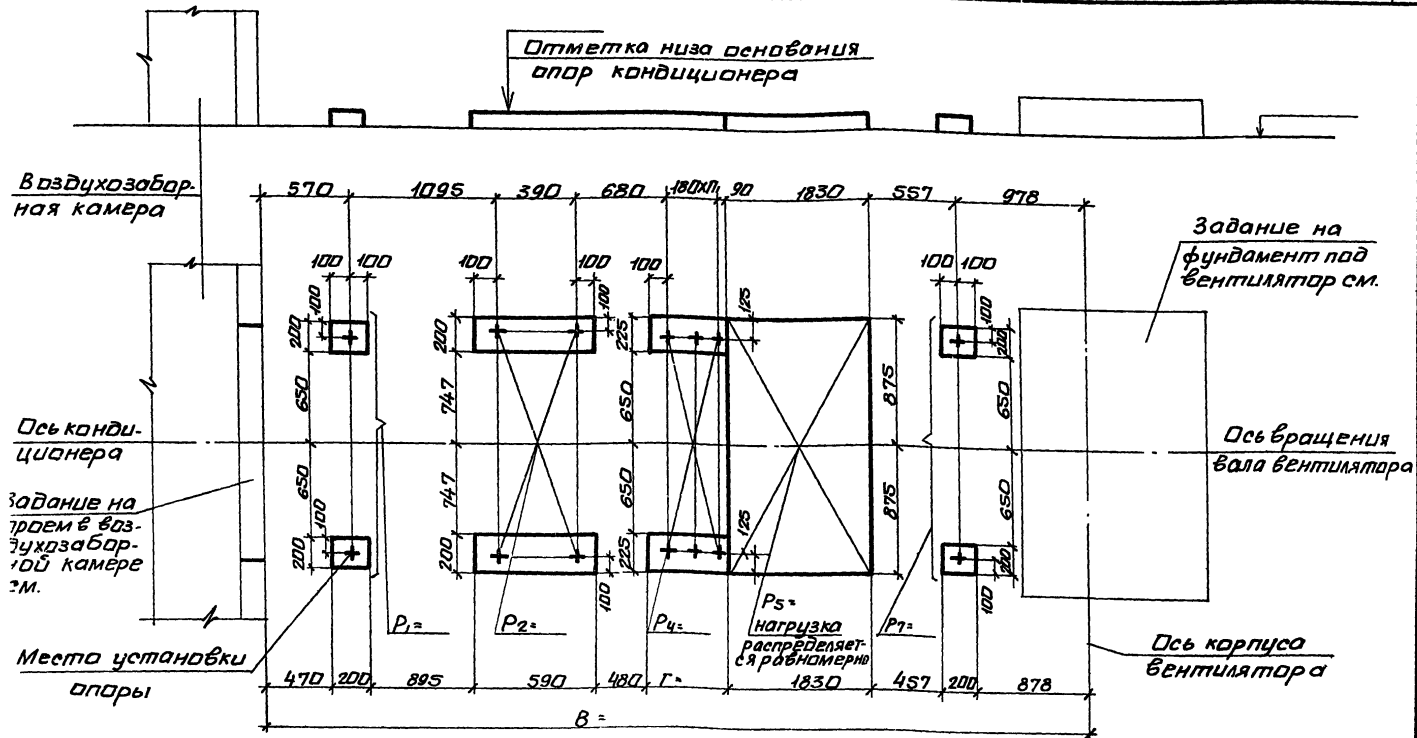 Отметка низа основания
опор кондиционера
Воздухозабор-
ная камера
570
1095
390
680
180хП
90
1830
557
978
Задание на
фундамент под
вентилятор см.
100
100
100
100
100
100
100
100
100
125
100
200
650
200
747
225
650
875
200
650
Ось конди-
ционера
Ось вращения
вала вентилятора
650
200
747
200
650
225
875
650
200
100
100
125
100
Задание на
проем в воз-
духозабор-
ной камере
см.
P₁=
P₂=
P₄=
P₅=
нагрузка
распределяет-
ся равномерно
P₇=
Место установки
опоры
Ось корпуса
вентилятора
470
200
895
590
480
Г=
1830
457
200
878
В =